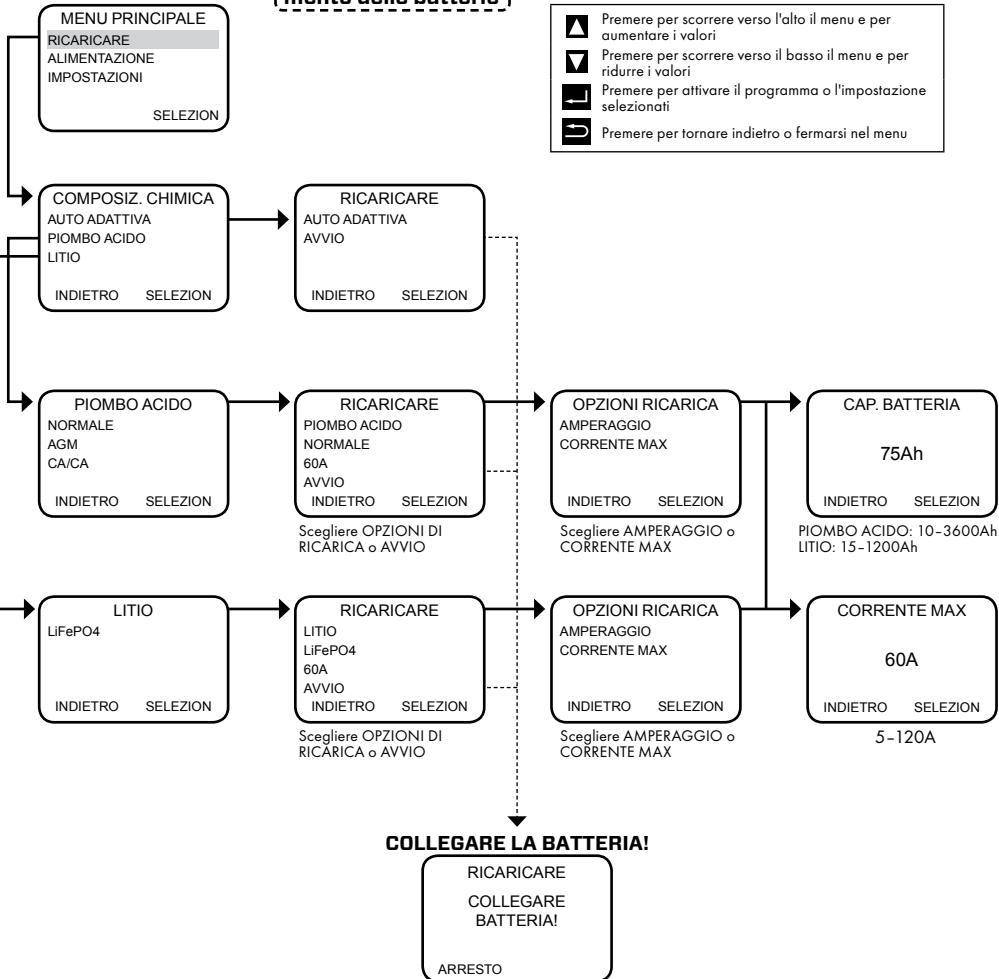 mento delle batterie
MENU PRINCIPALE
RICARICARE
ALIMENTAZIONE
IMPOSTAZIONI
SELEZION
Premere per scorrere verso l'alto il menu e per
aumentare i valori
Premere per scorrere verso il basso il menu e per
ridurre i valori
Premere per attivare il programma o l'impostazione
selezionati
Premere per tornare indietro o fermarsi nel menu
COMPOSIZ. CHIMICA
AUTO ADATTIVA
PIOMBO ACIDO
LITIO
INDIETRO SELEZION
RICARICARE
AUTO ADATTIVA
AVVIO
INDIETRO SELEZION
PIOMBO ACIDO
NORMALE
AGM
CA/CA
INDIETRO SELEZION
RICARICARE
PIOMBO ACIDO
NORMALE
60A
AVVIO
INDIETRO SELEZION
Scegliere OPZIONI DI
RICARICA o AVVIO
OPZIONI RICARICA
AMPERAGGIO
CORRENTE MAX
INDIETRO SELEZION
Scegliere AMPERAGGIO o
CORRENTE MAX
CAP. BATTERIA
75Ah
INDIETRO SELEZION
PIOMBO ACIDO: 10–3600Ah
LITIO: 15–1200Ah
LITIO
LiFePO4
INDIETRO SELEZION
RICARICARE
LITIO
LiFePO4
60A
AVVIO
INDIETRO SELEZION
Scegliere OPZIONI DI
RICARICA o AVVIO
OPZIONI RICARICA
AMPERAGGIO
CORRENTE MAX
INDIETRO SELEZION
Scegliere AMPERAGGIO o
CORRENTE MAX
CORRENTE MAX
60A
INDIETRO SELEZION
5–120A
COLLEGARE LA BATTERIA!
RICARICARE
COLLEGARE
BATTERIA!
ARRESTO